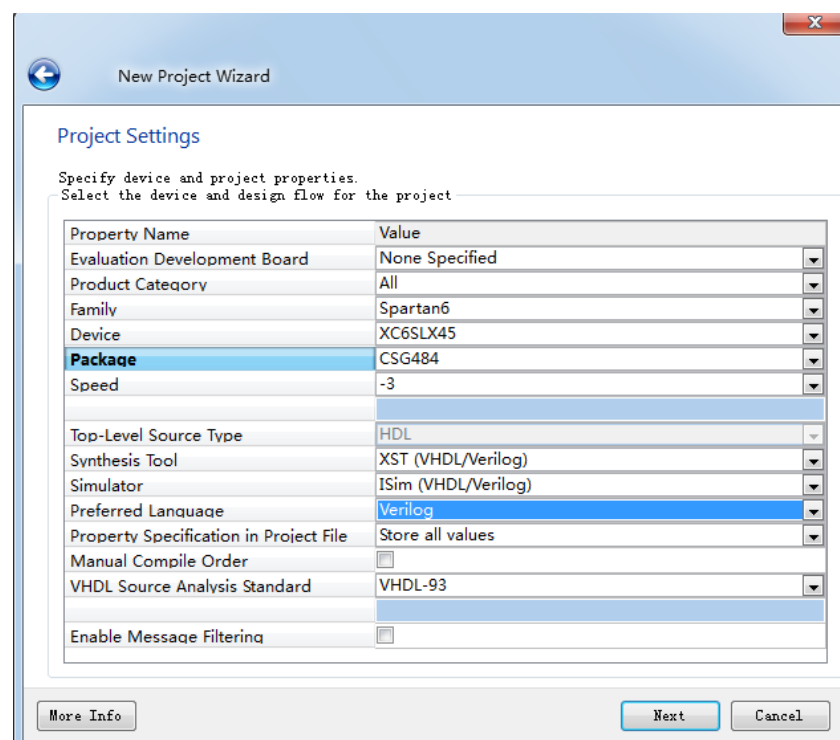 New Project Wizard
Project Settings
Specify device and project properties.
Select the device and design flow for the project
Property Name Value
Evaluation Development Board None Specified
Product Category All
Family Spartan6
Device XC6SLX45
Package CSG484
Speed -3
Top-Level Source Type HDL
Synthesis Tool XST (VHDL/Verilog)
Simulator ISim (VHDL/Verilog)
Preferred Language Verilog
Property Specification in Project File Store all values
Manual Compile Order
VHDL Source Analysis Standard VHDL-93
Enable Message Filtering
More Info Next Cancel